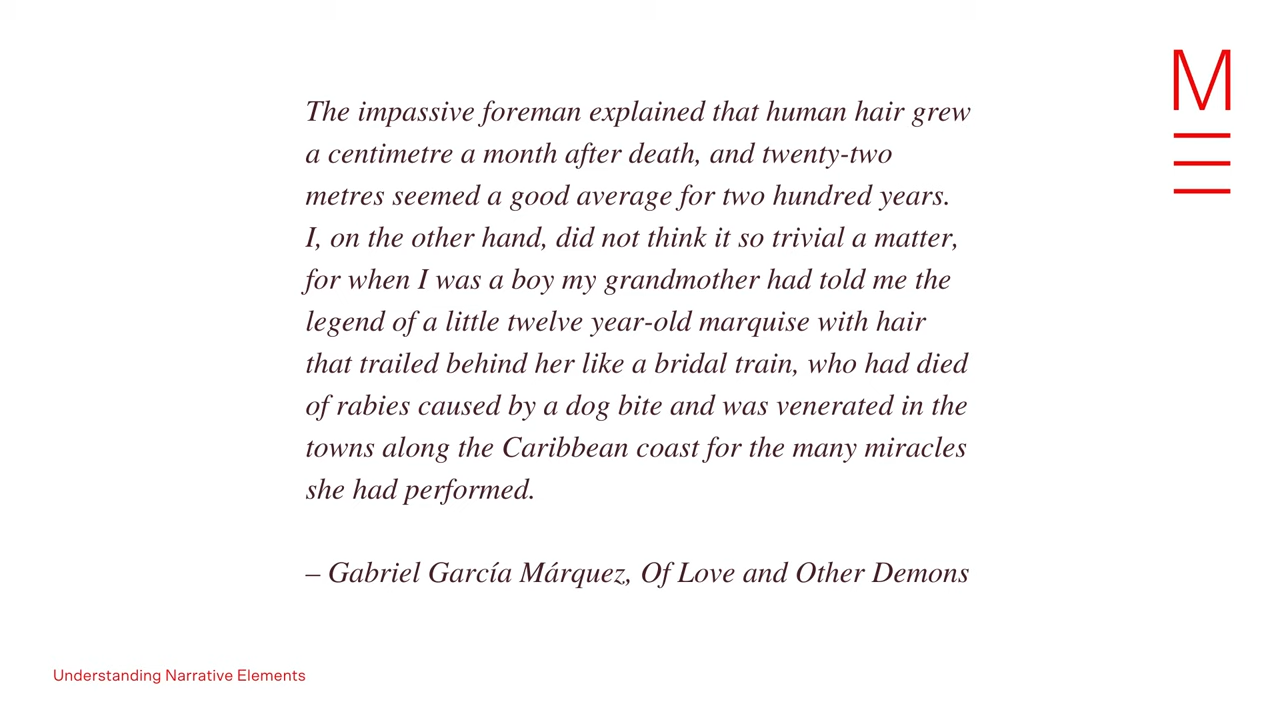 The impassive foreman explained that human hair grew
a centimetre a month after death, and twenty-two
metres seemed a good average for two hundred years.
I, on the other hand, did not think it so trivial a matter,
for when I was a boy my grandmother had told me the
legend of a little twelve year-old marquise with hair
that trailed behind her like a bridal train, who had died
of rabies caused by a dog bite and was venerated in the
towns along the Caribbean coast for the many miracles
she had performed.
– Gabriel García Márquez, Of Love and Other Demons
Understanding Narrative Elements
M